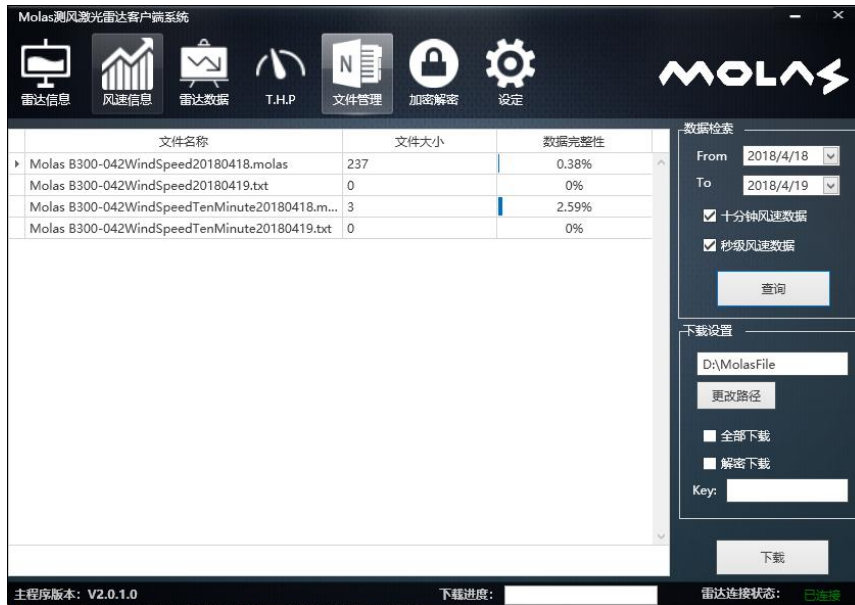 Molas测风激光雷达客户端系统
雷达信息 风速信息 雷达数据 T.H.P 文件管理 加密解密 设定
MOLAS
文件名称 文件大小 数据完整性
Molas B300-042WindSpeed20180418.molas 237 0.38%
Molas B300-042WindSpeed20180419.txt 0 0%
Molas B300-042WindSpeedTenMinute20180418.m... 3 2.59%
Molas B300-042WindSpeedTenMinute20180419.txt 0 0%
数据检索
From 2018/4/18
To 2018/4/19
十分钟风速数据
秒级风速数据
查询
下载设置
D:\MolasFile
更改路径
全部下载
解密下载
Key:
下载
主程序版本: V2.0.1.0 下载进度: 雷达连接状态: 已连接